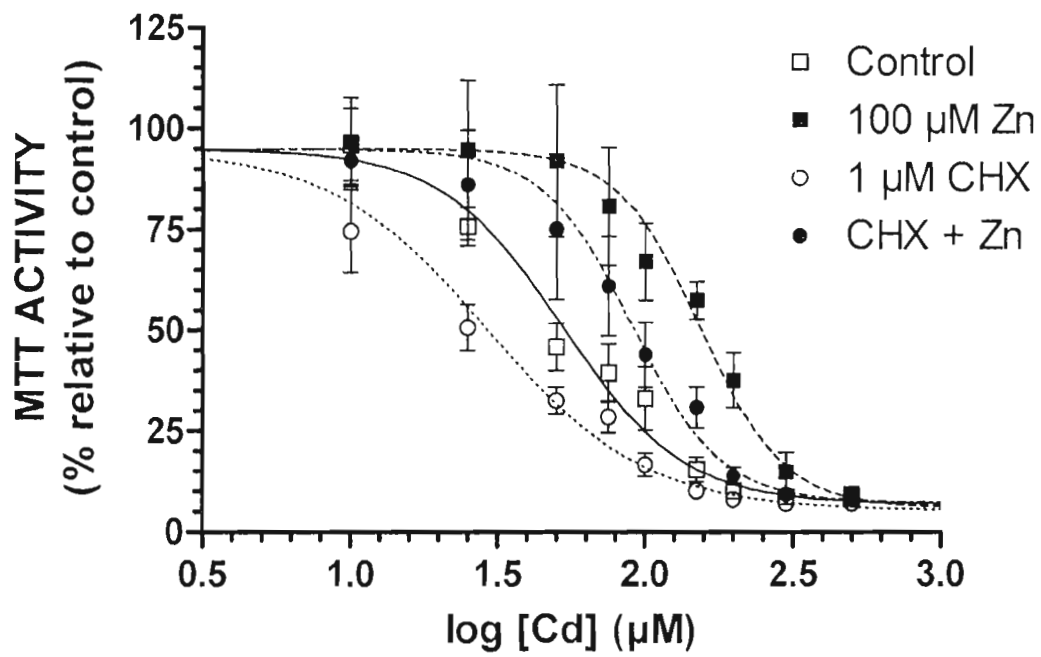 MTT ACTIVITY
(% relative to control)
125
100
75
50
25
0
0.5 1.0 1.5 2.0 2.5 3.0
log [Cd] (µM)
Control
100 µM Zn
1 µM CHX
CHX + Zn